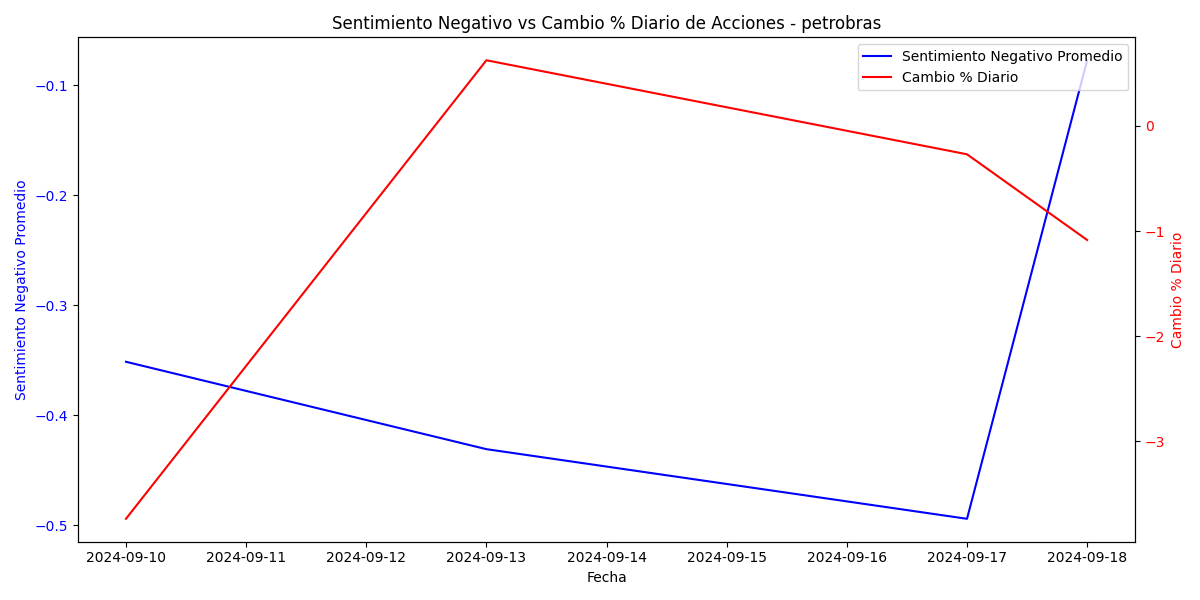 Sentimiento Negativo vs Cambio % Diario de Acciones - petrobras
Sentimiento Negativo Promedio
Cambio % Diario
−0.1
−0.2
−0.3
−0.4
−0.5
Sentimiento Negativo Promedio
0
−1
−2
−3
Cambio % Diario
2024-09-10 2024-09-11 2024-09-12 2024-09-13 2024-09-14 2024-09-15 2024-09-16 2024-09-17 2024-09-18
Fecha